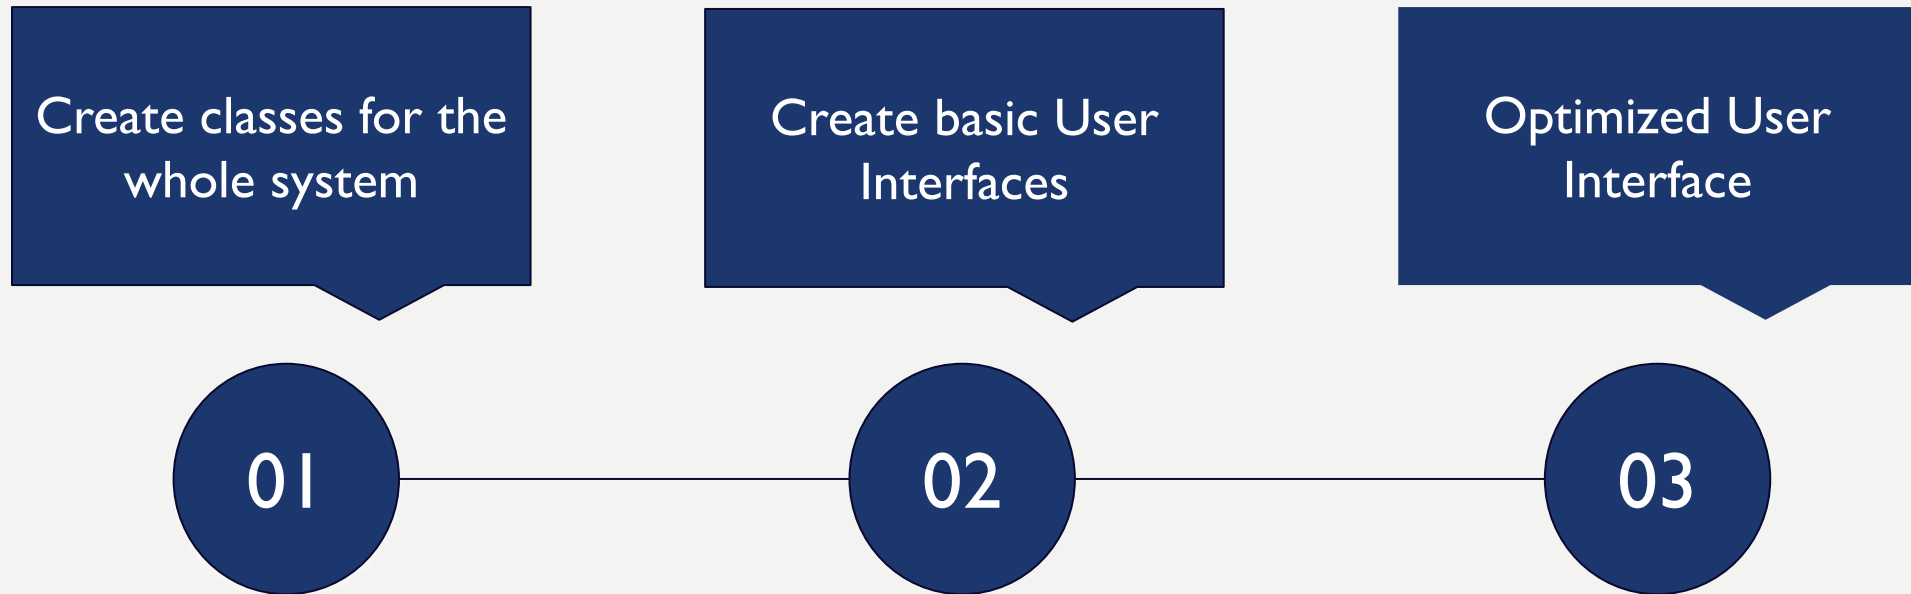 Create classes for the
whole system
Create basic User
Interfaces
Optimized User
Interface
01
02
03